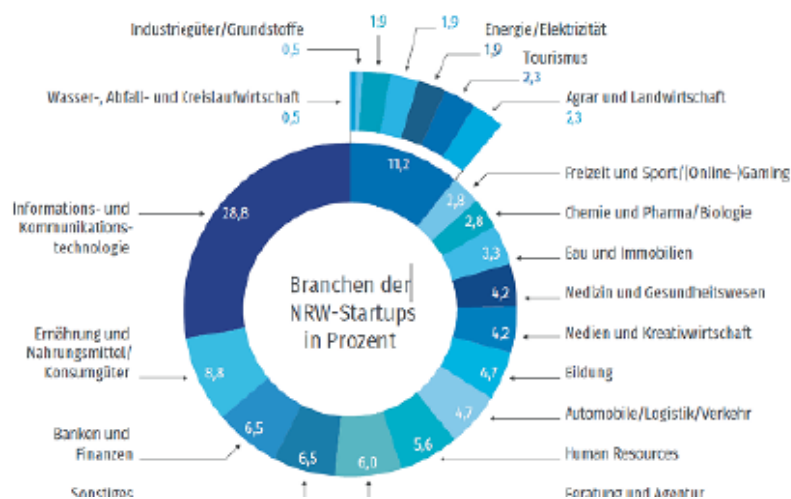 Industriegüter/Grundstoffe
0,5
1,9
1,9
Energie/Elektrizität
1,9
Tourismus
2,3
Wasser-, Abfall- und Kreislaufwirtschaft
0,5
Agrar und Landwirtschaft
2,3
11,2
Freizeit und Sport/(Online-)Gaming
2,8
Chemie und Pharma/Biologie
2,8
Informations- und
Kommunikations-
technologie
28,8
Bau und Immobilien
3,3
Branchen der
NRW-Startups
in Prozent
Medizin und Gesundheitswesen
4,2
Medien und Kreativwirtschaft
4,2
Ernährung und
Nahrungsmittel/
Konsumgüter
8,8
Bildung
4,7
Automobile/Logistik/Verkehr
4,7
Banken und
Finanzen
6,5
Human Resources
5,6
6,5
6,0
Sonstiges
Beratung und Agentur